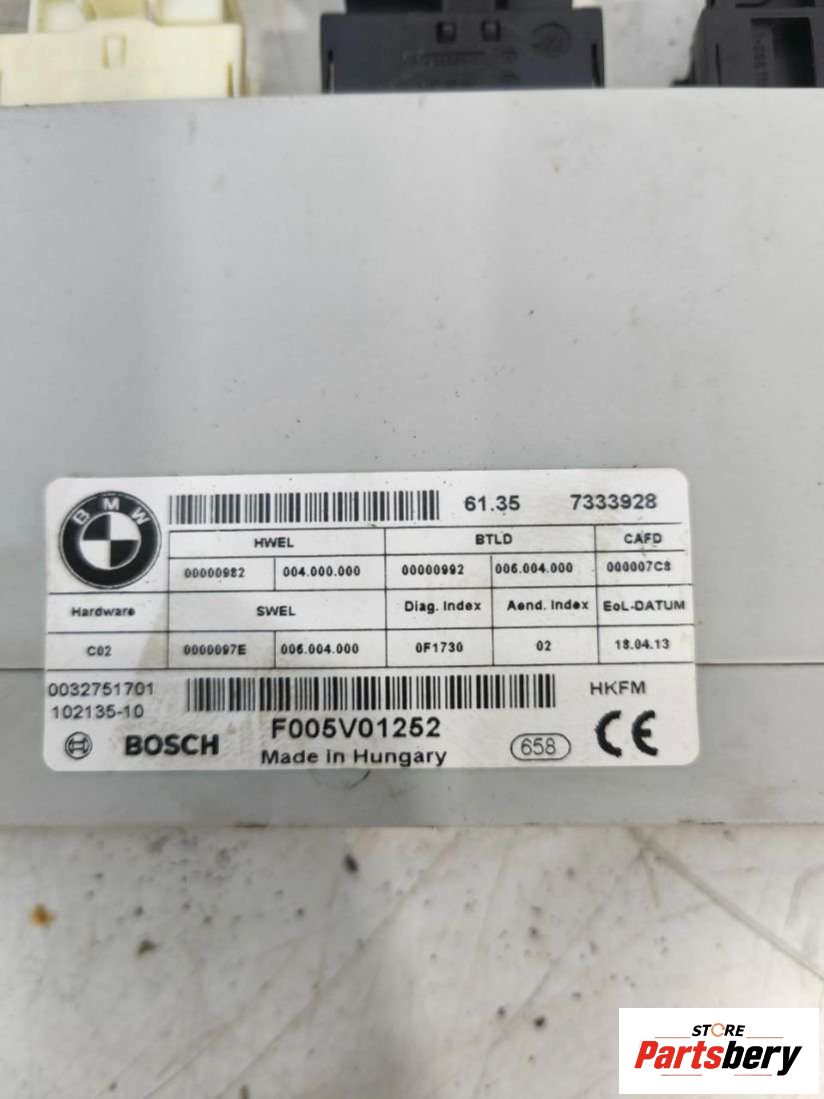 BMW
61.35 7333928
HWEL BTLD CAFD
00000982 004.000.000 00000992 006.004.000 000007C8
Hardware SWEL Diag. Index Aend. Index EoL-DATUM
C02 0000097E 006.004.000 0F1730 02 18.04.13
0032751701 HKFM
102135-10
F005V01252
BOSCH Made in Hungary 658 CE
STORE
Partsbery